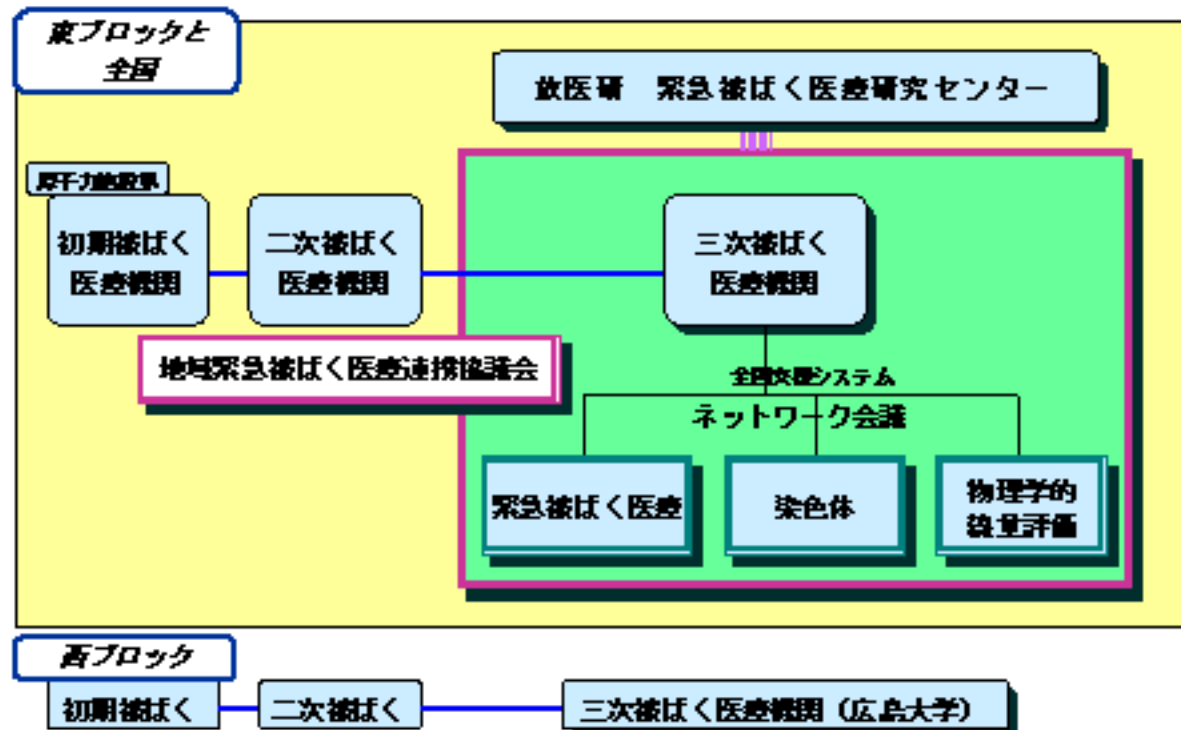 東ブロックと
全国
放医研 緊急被ばく医療研究センター
原子力施設県
初期被ばく
医療機関
二次被ばく
医療機関
三次被ばく
医療機関
地域緊急被ばく医療連携協議会
全国支援システム
ネットワーク会議
緊急被ばく医療
染色体
物理学的
線量評価
西ブロック
初期被ばく
二次被ばく
三次被ばく医療機関（広島大学）